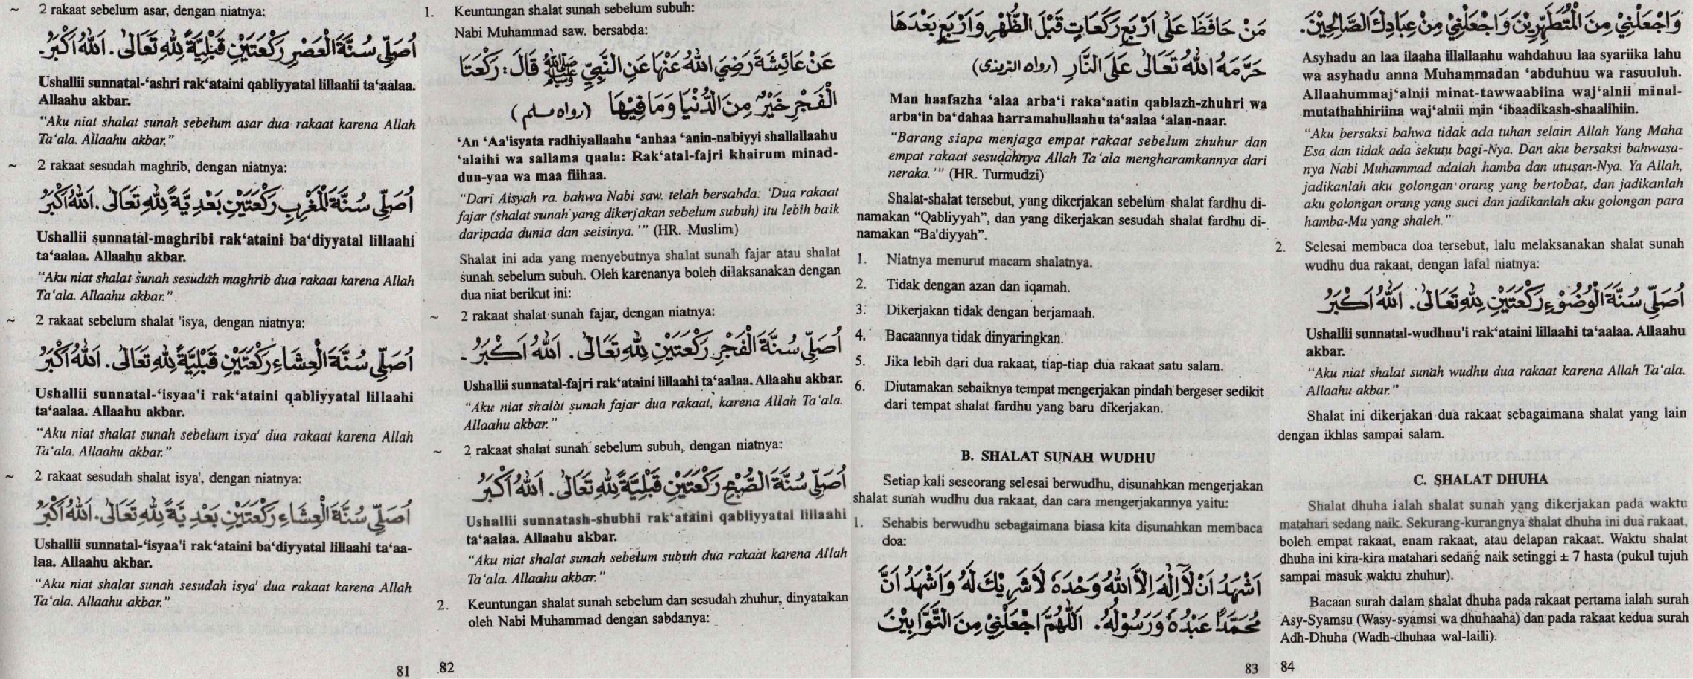 ~ 2 rakaat sebelum asar, dengan niatnya:
اُصَلِّى سُنَّةَ الْعَصْرِ رَكْعَتَيْنِ قَبْلِيَّةً لِلّٰهِ تَعَالٰى. اَللهُ اَكْبَرُ.
Ushallii sunnatal-‘ashri rak‘ataini qabliyyatal lillaahi ta‘aalaa.
Allaahu akbar.
“Aku niat shalat sunah sebelum asar dua rakaat karena Allah
Ta‘ala. Allaahu akbar.”
~ 2 rakaat sesudah maghrib, dengan niatnya:
اُصَلِّى سُنَّةَ الْمَغْرِبِ رَكْعَتَيْنِ بَعْدِيَّةً لِلّٰهِ تَعَالٰى. اَللهُ اَكْبَرُ
Ushallii sunnatal-maghribi rak‘ataini ba‘diyyatal lillaahi
ta‘aalaa. Allaahu akbar.
“Aku niat shalat sunah sesudah maghrib dua rakaat karena Allah
Ta‘ala. Allaahu akbar.”
~ 2 rakaat sebelum shalat 'isya, dengan niatnya:
اُصَلِّى سُنَّةَ الْعِشَاءِ رَكْعَتَيْنِ قَبْلِيَّةً لِلّٰهِ تَعَالٰى. اَللهُ اَكْبَرُ
Ushallii sunnatal-‘isyaa'i rak‘ataini qabliyyatal lillaahi
ta‘aalaa. Allaahu akbar.
“Aku niat shalat sunah sebelum isya' dua rakaat karena Allah
Ta‘ala. Allaahu akbar.”
~ 2 rakaat sesudah shalat isya', dengan niatnya:
اُصَلِّى سُنَّةَ الْعِشَاءِ رَكْعَتَيْنِ بَعْدِيَّةً لِلّٰهِ تَعَالٰى. اَللهُ اَكْبَرُ
Ushallii sunnatal-‘isyaa'i rak‘ataini ba‘diyyatal lillaahi ta‘aa-
laa. Allaahu akbar.
“Aku niat shalat sunah sesudah isya' dua rakaat karena Allah
Ta‘ala. Allaahu akbar.”
81
1. Keuntungan shalat sunah sebelum subuh:
Nabi Muhammad saw. bersabda:
عَنْ عَائِشَةَ رَضِيَ اللهُ عَنْهَا عَنِ النَّبِيِّ ﷺ قَالَ: رَكْعَتَا
الْفَجْرِ خَيْرٌ مِنَ الدُّنْيَا وَمَا فِيْهَا (رواه مسلم)
‘An ‘Aa'isyata radhiyallaahu ‘anhaa ‘anin-nabiyyi shallallaahu
‘alaihi wa sallama qaalu: Rak‘atal-fajri khairum minad-
dun-yaa wa maa fiihaa.
“Dari Aisyah ra. bahwa Nabi saw. telah bersabda: ‘Dua rakaat
fajar (shalat sunah yang dikerjakan sebelum subuh) itu lebih baik
daripada dunia dan seisinya.’” (HR. Muslim)
Shalat ini ada yang menyebutnya shalat sunah fajar atau shalat
sunah sebelum subuh. Oleh karenanya boleh dilaksanakan dengan
dua niat berikut ini:
~ 2 rakaat shalat sunah fajar, dengan niatnya:
اُصَلِّى سُنَّةَ الْفَجْرِ رَكْعَتَيْنِ لِلّٰهِ تَعَالٰى. اَللهُ اَكْبَرُ.
Ushallii sunnatal-fajri rak‘ataini lillaahi ta‘aalaa. Allaahu akbar.
“Aku niat shalat sunah fajar dua rakaat, karena Allah Ta‘ala.
Allaahu akbar.”
~ 2 rakaat shalat sunah sebelum subuh, dengan niatnya:
اُصَلِّى سُنَّةَ الصُّبْحِ رَكْعَتَيْنِ قَبْلِيَّةً لِلّٰهِ تَعَالٰى. اَللهُ اَكْبَرُ
Ushallii sunnatash-shubhi rak‘ataini qabliyyatal lillaahi
ta‘aalaa. Allaahu akbar.
“Aku niat shalat sunah sebelum subuh dua rakaat karena Allah
Ta‘ala. Allaahu akbar.”
2. Keuntungan shalat sunah sebelum dan sesudah zhuhur, dinyatakan
oleh Nabi Muhammad dengan sabdanya:
82
مَنْ حَافَظَ عَلٰى اَرْبَعِ رَكَعَاتٍ قَبْلَ الظُّهْرِ وَاَرْبَعٍ بَعْدَهَا
حَرَّمَهُ اللهُ تَعَالٰى عَلَى النَّارِ (رواه الترمذى)
Man haafazha ‘alaa arba‘i raka‘aatin qablazh-zhuhri wa
arba‘in ba‘dahaa harramahullaahu ta‘aalaa ‘alan-naar.
“Barang siapa menjaga empat rakaat sebelum zhuhur dan
empat rakaat sesudahnya Allah Ta‘ala mengharamkannya dari
neraka.’” (HR. Turmudzi)
Shalat-shalat tersebut, yang dikerjakan sebelum shalat fardhu di-
namakan “Qabliyyah”, dan yang dikerjakan sesudah shalat fardhu di-
namakan “Ba‘diyyah”.
1. Niatnya menurut macam shalatnya.
2. Tidak dengan azan dan iqamah.
3. Dikerjakan tidak dengan berjamaah.
4. Bacaannya tidak dinyaringkan.
5. Jika lebih dari dua rakaat, tiap-tiap dua rakaat satu salam.
6. Diutamakan sebaiknya tempat mengerjakan pindah bergeser sedikit
dari tempat shalat fardhu yang baru dikerjakan.
B. SHALAT SUNAH WUDHU
Setiap kali seseorang selesai berwudhu, disunahkan mengerjakan
shalat sunah wudhu dua rakaat, dan cara mengerjakannya yaitu:
1. Sehabis berwudhu sebagaimana biasa kita disunahkan membaca
doa:
اَشْهَدُ اَنْ لَآ اِلٰهَ اِلَّا اللهُ وَحْدَهُ لَا شَرِيْكَ لَهُ وَاَشْهَدُ اَنَّ
مُحَمَّدًا عَبْدُهُ وَرَسُوْلُهُ. اَللّٰهُمَّ اجْعَلْنِيْ مِنَ التَّوَّابِيْنَ
83
وَاجْعَلْنِيْ مِنَ الْمُتَطَهِّرِيْنَ وَاجْعَلْنِيْ مِنْ عِبَادِكَ الصَّالِحِيْنَ.
Asyhadu an laa ilaaha illallaahu wahdahuu laa syariika lahu
wa asyhadu anna Muhammadan ‘abduhuu wa rasuuluh.
Allaahummaj‘alnii minat-tawwaabiina waj‘alnii minal-
mutathahhiriina waj‘alnii min ‘ibaadikash-shaalihiin.
“Aku bersaksi bahwa tidak ada tuhan selain Allah Yang Maha
Esa dan tidak ada sekutu bagi-Nya. Dan aku bersaksi bahwasa-
nya Nabi Muhammad adalah hamba dan utusan-Nya. Ya Allah,
jadikanlah aku golongan orang yang bertobat, dan jadikanlah
aku golongan orang yang suci dan jadikanlah aku golongan para
hamba-Mu yang shaleh.”
2. Selesai membaca doa tersebut, lalu melaksanakan shalat sunah
wudhu dua rakaat, dengan lafal niatnya:
اُصَلِّى سُنَّةَ الْوُضُوْءِ رَكْعَتَيْنِ لِلّٰهِ تَعَالٰى. اَللهُ اَكْبَرُ
Ushallii sunnatal-wudhuu'i rak‘ataini lillaahi ta‘aalaa. Allaahu
akbar.
“Aku niat shalat sunah wudhu dua rakaat karena Allah Ta‘ala.
Allaahu akbar.”
Shalat ini dikerjakan dua rakaat sebagaimana shalat yang lain
dengan ikhlas sampai salam.
C. SHALAT DHUHA
Shalat dhuha ialah shalat sunah yang dikerjakan pada waktu
matahari sedang naik. Sekurang-kurangnya shalat dhuha ini dua rakaat,
boleh empat rakaat, enam rakaat, atau delapan rakaat. Waktu shalat
dhuha ini kira-kira matahari sedang naik setinggi ± 7 hasta (pukul tujuh
sampai masuk waktu zhuhur).
Bacaan surah dalam shalat dhuha pada rakaat pertama ialah surah
Asy-Syamsu (Wasy-syamsi wa dhuhaaha) dan pada rakaat kedua surah
Adh-Dhuha (Wadh-dhuhaa wal-laili).
84